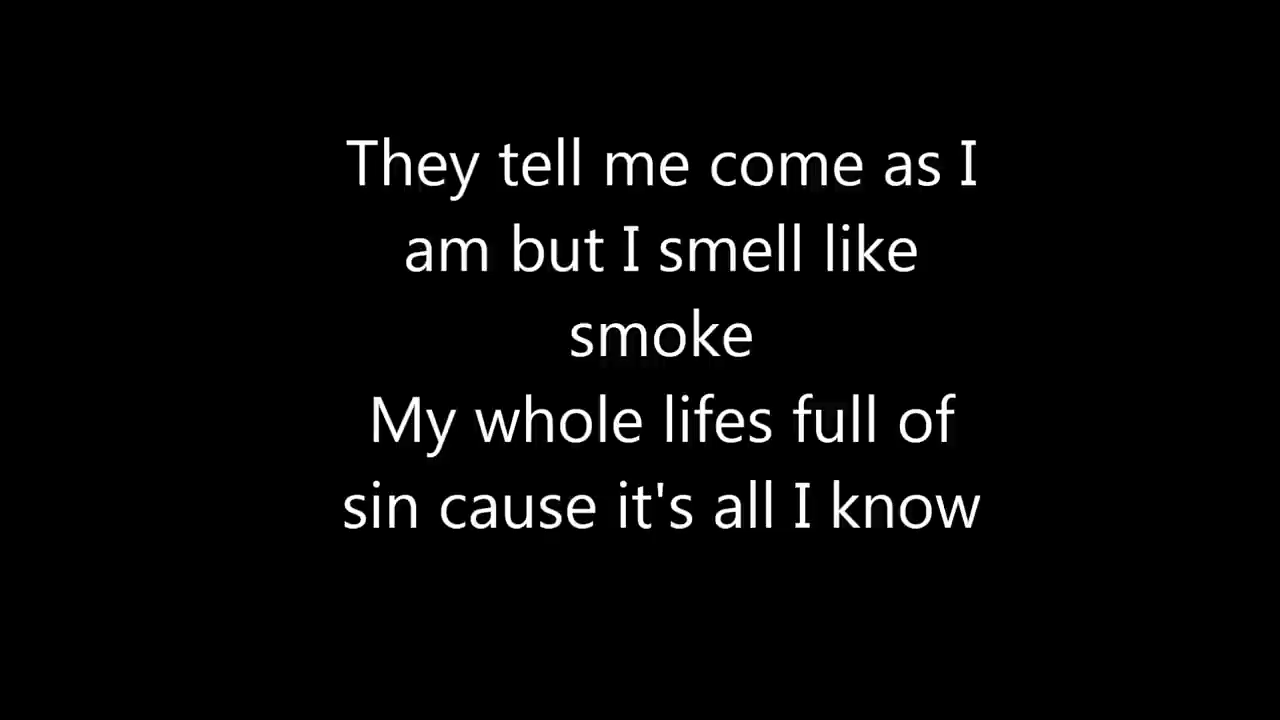 They tell me come as I
am but I smell like
smoke
My whole lifes full of
sin cause it's all I know